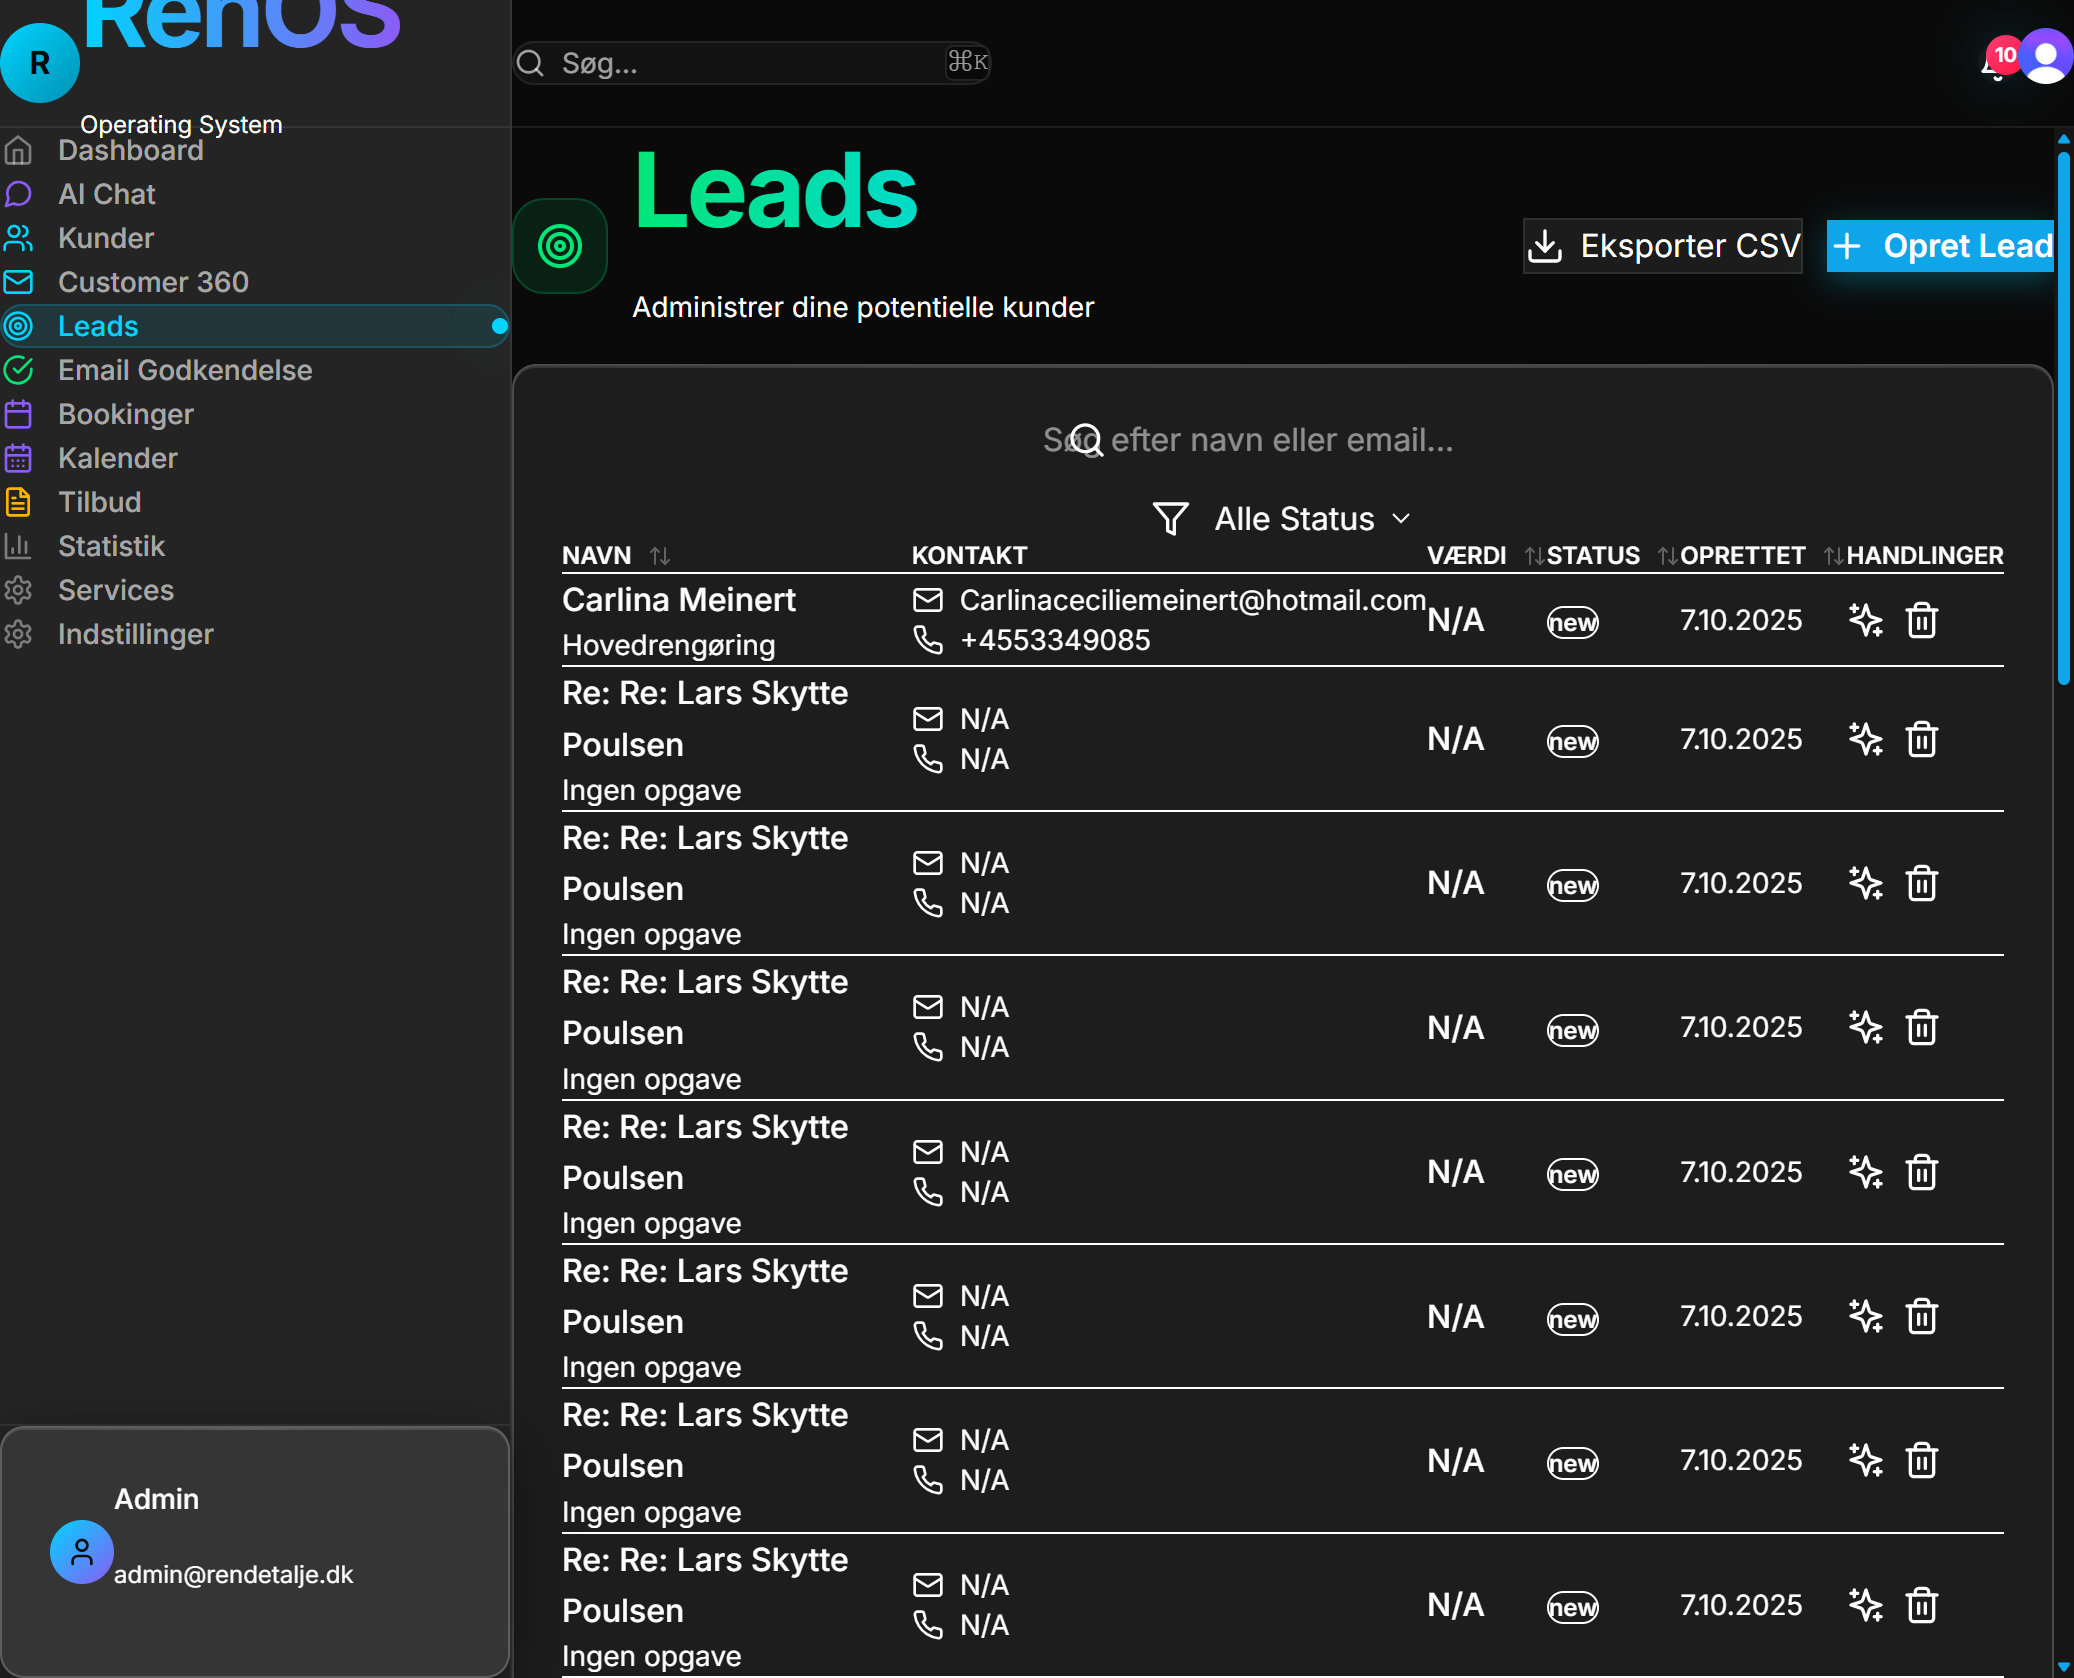 RenOS
R
Operating System
Søg...
⌘K
10
Dashboard
AI Chat
Kunder
Customer 360
Leads
Email Godkendelse
Bookinger
Kalender
Tilbud
Statistik
Services
Indstillinger
Admin
admin@rendetalje.dk
Leads
Administrer dine potentielle kunder
Eksporter CSV
Opret Lead
Søg efter navn eller email...
Alle Status
NAVN KONTAKT VÆRDI STATUS OPRETTET HANDLINGER
Carlina Meinert
Hovedrengøring
Carlinaceciliemeinert@hotmail.com
+4553349085
N/A new 7.10.2025
Re: Re: Lars Skytte
Poulsen
Ingen opgave
N/A
N/A
N/A new 7.10.2025
Re: Re: Lars Skytte
Poulsen
Ingen opgave
N/A
N/A
N/A new 7.10.2025
Re: Re: Lars Skytte
Poulsen
Ingen opgave
N/A
N/A
N/A new 7.10.2025
Re: Re: Lars Skytte
Poulsen
Ingen opgave
N/A
N/A
N/A new 7.10.2025
Re: Re: Lars Skytte
Poulsen
Ingen opgave
N/A
N/A
N/A new 7.10.2025
Re: Re: Lars Skytte
Poulsen
Ingen opgave
N/A
N/A
N/A new 7.10.2025
Re: Re: Lars Skytte
Poulsen
Ingen opgave
N/A
N/A
N/A new 7.10.2025